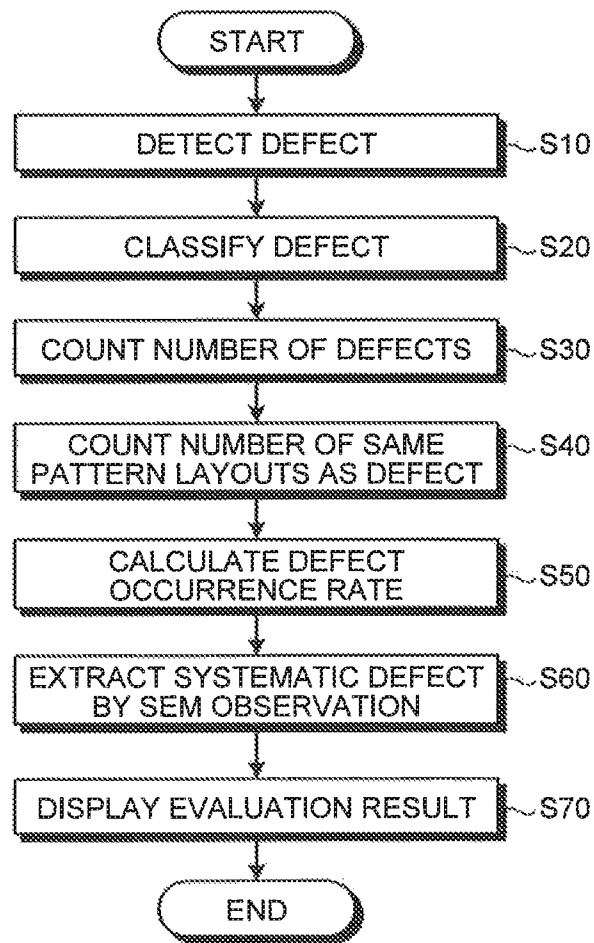 START
DETECT DEFECT
S10
CLASSIFY DEFECT
S20
COUNT NUMBER OF DEFECTS
S30
COUNT NUMBER OF SAME
PATTERN LAYOUTS AS DEFECT
S40
CALCULATE DEFECT
OCCURRENCE RATE
S50
EXTRACT SYSTEMATIC DEFECT
BY SEM OBSERVATION
S60
DISPLAY EVALUATION RESULT
S70
END